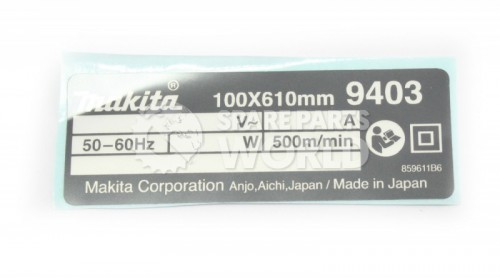 makita® 100X610mm 9403
V~ A
50-60Hz W 500m/min
859611B6
Makita Corporation Anjo,Aichi,Japan / Made in Japan
SPARE PARTS
WORLD